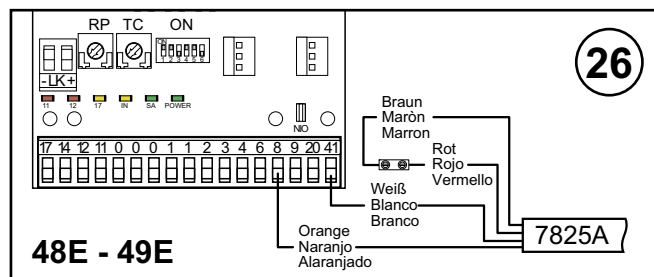 RP TC ON
ON
1 2 3 4 5 6
- LK +
11 12 17 IN SA POWER
NIO
17 14 12 11 0 0 0 1 1 2 3 4 6 8 9 20 41
26
Braun
Maròn
Marron
Rot
Rojo
Vermello
Weiß
Blanco
Branco
Orange
Naranjo
Alaranjado
7825A
48E - 49E